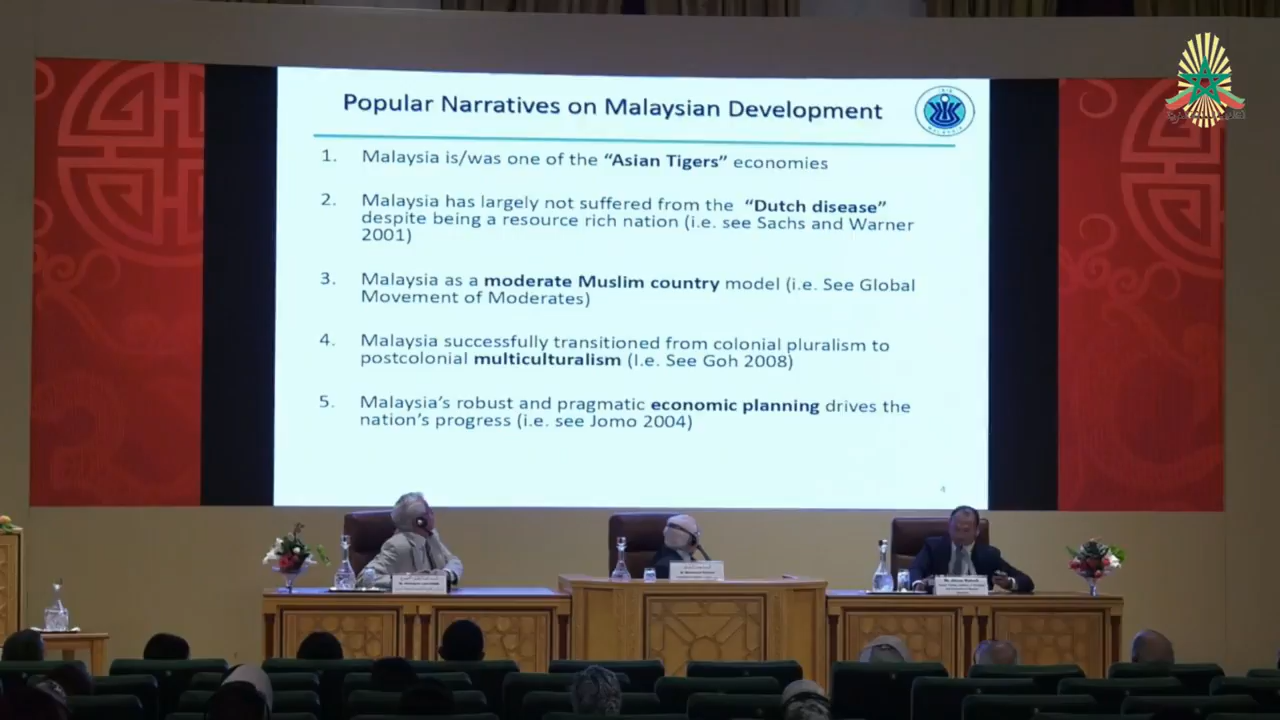 Popular Narratives on Malaysian Development
MALAYSIA
1. Malaysia is/was one of the “Asian Tigers” economies
2. Malaysia has largely not suffered from the “Dutch disease”
despite being a resource rich nation (i.e. see Sachs and Warner
2001)
3. Malaysia as a moderate Muslim country model (i.e. See Global
Movement of Moderates)
4. Malaysia successfully transitioned from colonial pluralism to
postcolonial multiculturalism (I.e. See Goh 2008)
5. Malaysia’s robust and pragmatic economic planning drives the
nation’s progress (i.e. see Jomo 2004)
4